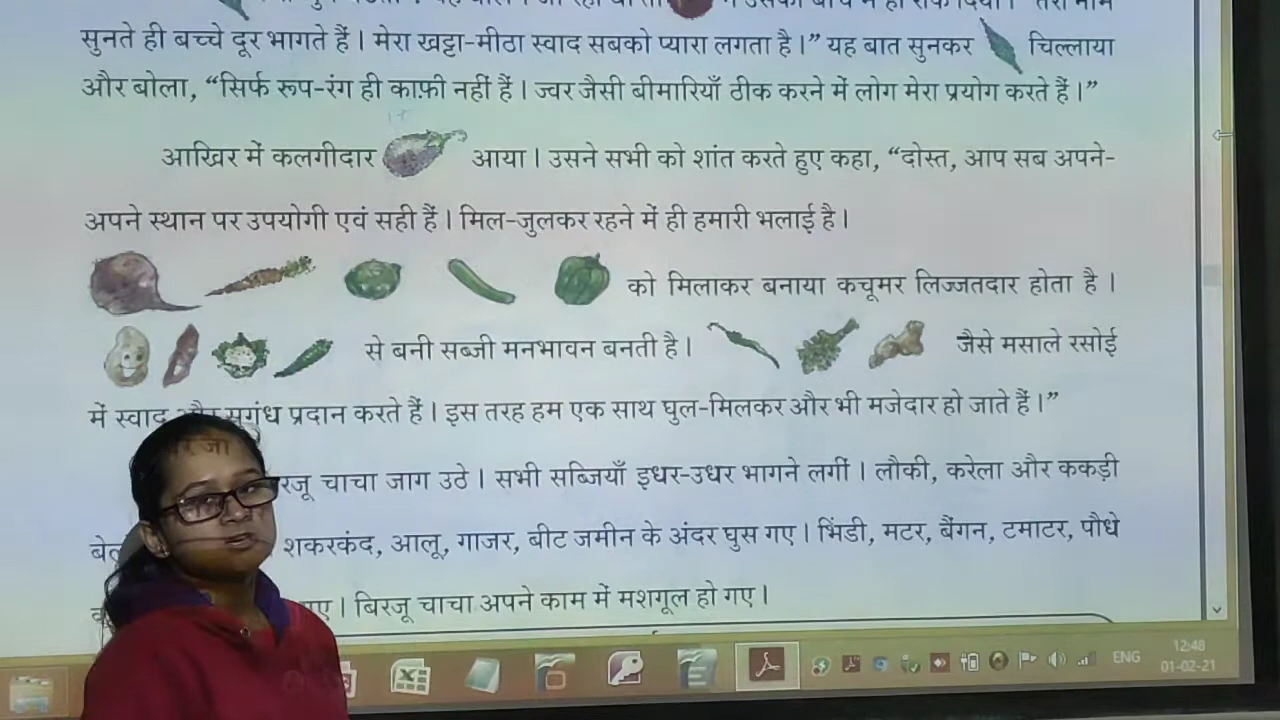 सुनते ही बच्चे दूर भागते हैं। मेरा खट्टा-मीठा स्वाद सबको प्यारा लगता है।” यह बात सुनकर चिल्लाया
और बोला, “सिर्फ रूप-रंग ही काफ़ी नहीं हैं। ज्वर जैसी बीमारियाँ ठीक करने में लोग मेरा प्रयोग करते हैं।”
आखिर में कलगीदार आया। उसने सभी को शांत करते हुए कहा, “दोस्त, आप सब अपने-
अपने स्थान पर उपयोगी एवं सही हैं। मिल-जुलकर रहने में ही हमारी भलाई है।
को मिलाकर बनाया कचूमर लिज्जतदार होता है।
से बनी सब्जी मनभावन बनती है। जैसे मसाले रसोई
में स्वाद और सुगंध प्रदान करते हैं। इस तरह हम एक साथ घुल-मिलकर और भी मजेदार हो जाते हैं।”
चाचा जाग उठे। सभी सब्जियाँ इधर-उधर भागने लगीं। लौकी, करेला और ककड़ी
शकरकंद, आलू, गाजर, बीट जमीन के अंदर घुस गए। भिंडी, मटर, बैंगन, टमाटर, पौधे
गए। बिरजू चाचा अपने काम में मशगूल हो गए।
ENG
12:48
01-02-21